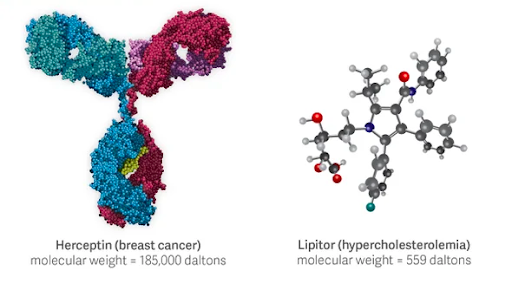 Herceptin (breast cancer)
molecular weight = 185,000 daltons
Lipitor (hypercholesterolemia)
molecular weight = 559 daltons